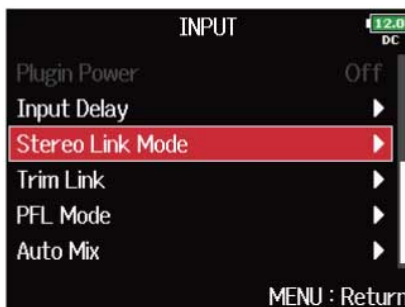 INPUT
12.0
DC
Plugin Power Off
Input Delay
Stereo Link Mode
Trim Link
PFL Mode
Auto Mix
MENU : Return